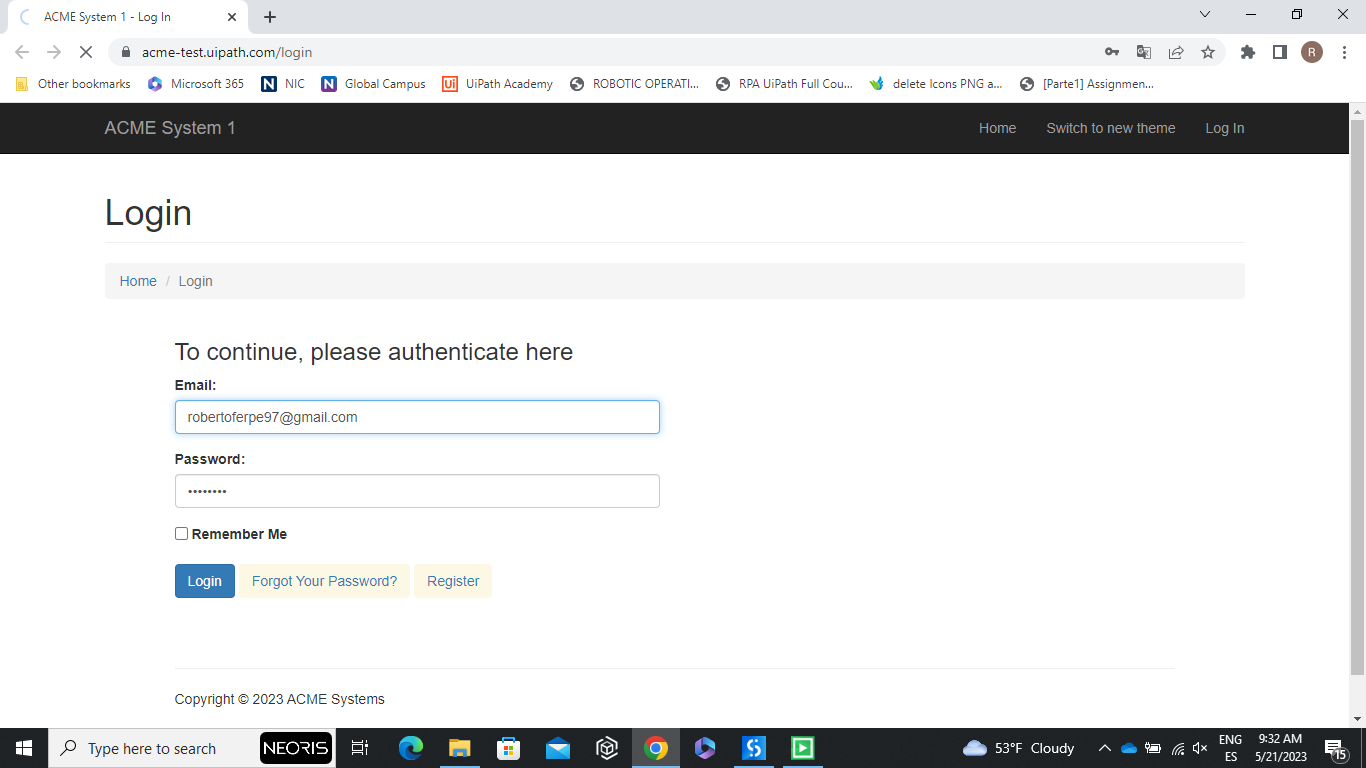 ACME System 1 - Log In
acme-test.uipath.com/login
R
Other bookmarks Microsoft 365 NIC Global Campus UiPath Academy ROBOTIC OPERATI... RPA UiPath Full Cou... delete Icons PNG a... [Parte1] Assignmen...
ACME System 1 Home Switch to new theme Log In
Login
Home / Login
To continue, please authenticate here
Email:
robertoferpe97@gmail.com
Password:
••••••••
Remember Me
Login Forgot Your Password? Register
Copyright © 2023 ACME Systems
Type here to search NEORIS 53°F Cloudy ENG 9:32 AM
ES 5/21/2023 15